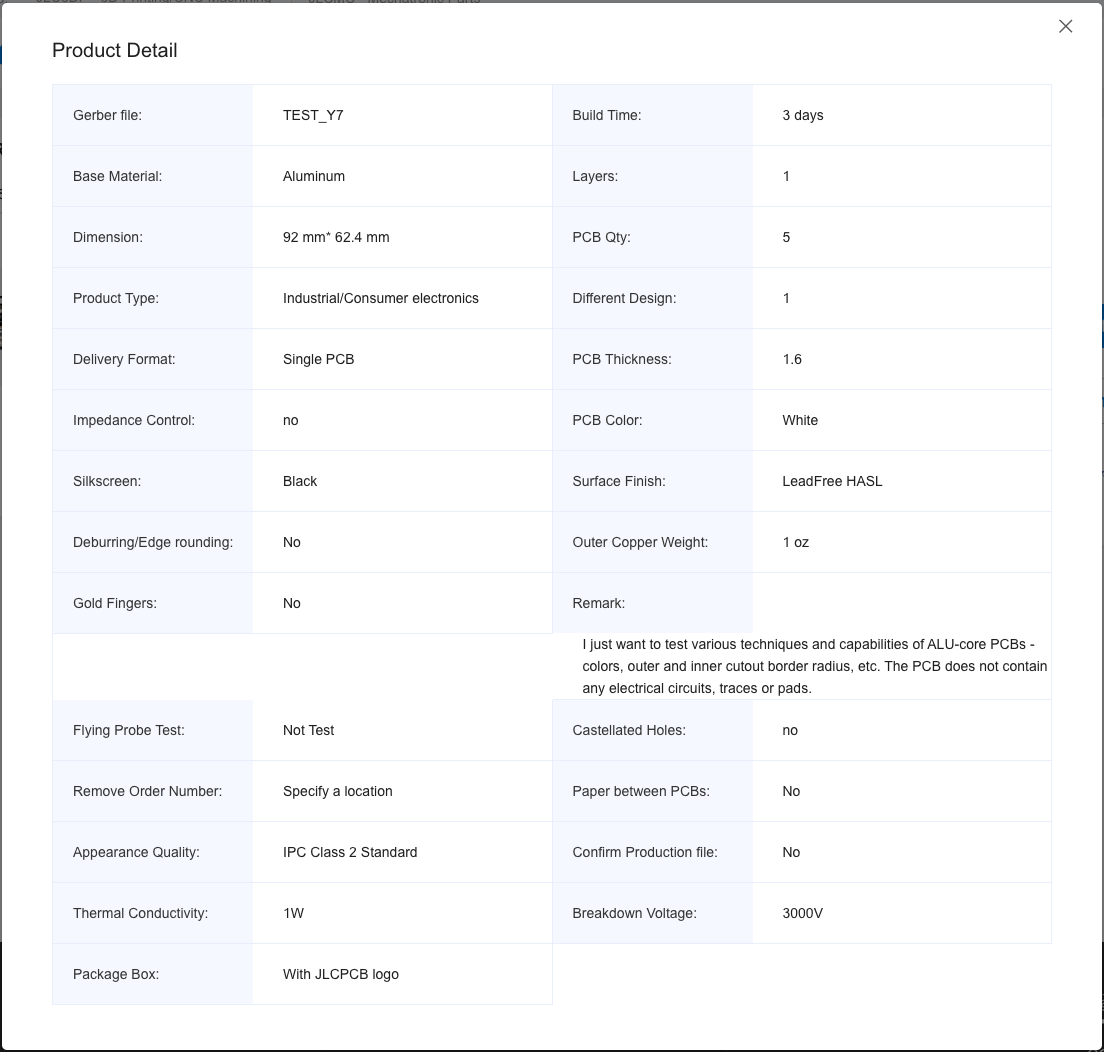 Product Detail
Gerber file: TEST_Y7 Build Time: 3 days
Base Material: Aluminum Layers: 1
Dimension: 92 mm* 62.4 mm PCB Qty: 5
Product Type: Industrial/Consumer electronics Different Design: 1
Delivery Format: Single PCB PCB Thickness: 1.6
Impedance Control: no PCB Color: White
Silkscreen: Black Surface Finish: LeadFree HASL
Deburring/Edge rounding: No Outer Copper Weight: 1 oz
Gold Fingers: No Remark:
I just want to test various techniques and capabilities of ALU-core PCBs -
colors, outer and inner cutout border radius, etc. The PCB does not contain
any electrical circuits, traces or pads.
Flying Probe Test: Not Test Castellated Holes: no
Remove Order Number: Specify a location Paper between PCBs: No
Appearance Quality: IPC Class 2 Standard Confirm Production file: No
Thermal Conductivity: 1W Breakdown Voltage: 3000V
Package Box: With JLCPCB logo